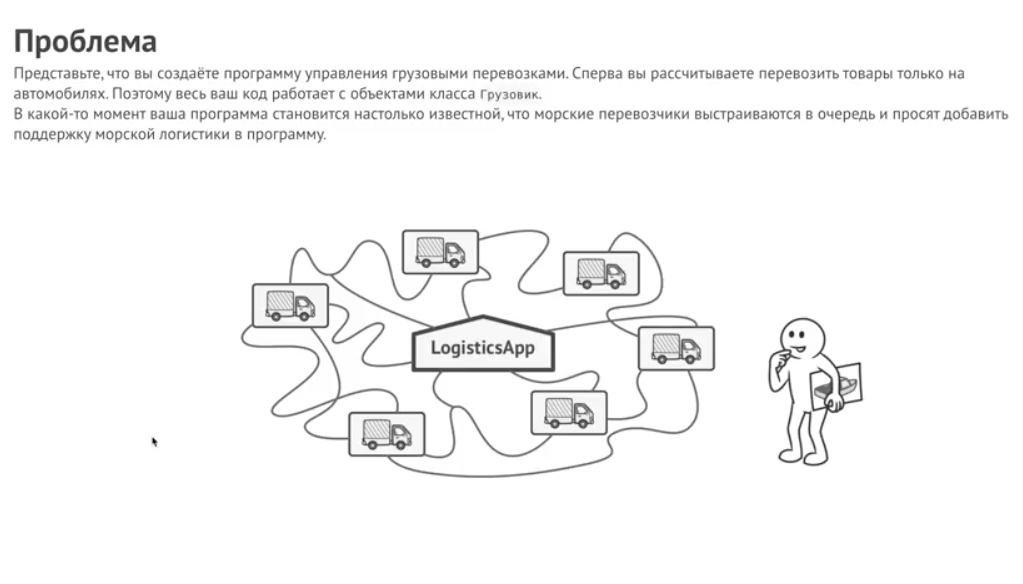 Проблема
Представьте, что вы создаёте программу управления грузовыми перевозками. Сперва вы рассчитываете перевозить товары только на
автомобилях. Поэтому весь ваш код работает с объектами класса Грузовик.
В какой-то момент ваша программа становится настолько известной, что морские перевозчики выстраиваются в очередь и просят добавить
поддержку морской логистики в программу.
LogisticsApp